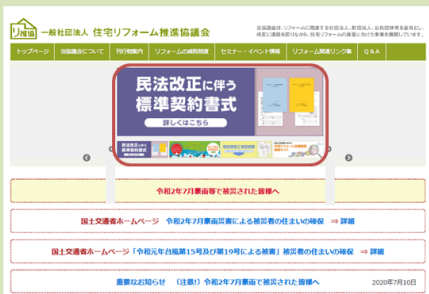 一般社団法人 住宅リフォーム推進協議会
トップページ 当協議会について 刊行物案内 リフォームの減税制度 セミナー・イベント情報 リフォーム関連リンク集 Q & A
民法改正に伴う
標準契約書式
詳しくはこちら
令和2年7月豪雨等で被災された皆様へ
国土交通省ホームページ 令和2年7月豪雨災害による被災者の住まいの確保 ⇒ 詳細
国土交通省ホームページ「令和元年台風第15号及び第19号による被害」被災者の住まいの確保 ⇒ 詳細
重要なお知らせ (注意!) 令和2年7月豪雨で被災された皆様へ 2020年7月10日